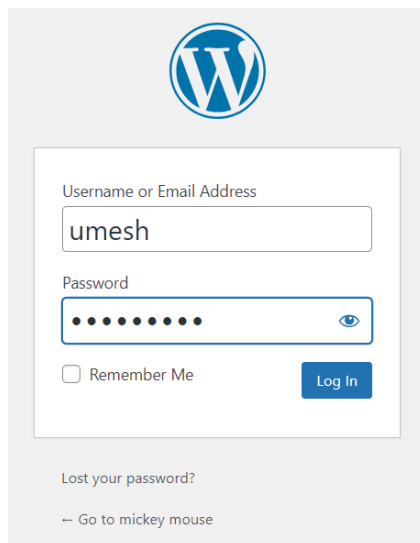 Username or Email Address
umesh
Password
●●●●●●●●●
Remember Me
Log In
Lost your password?
← Go to mickey mouse